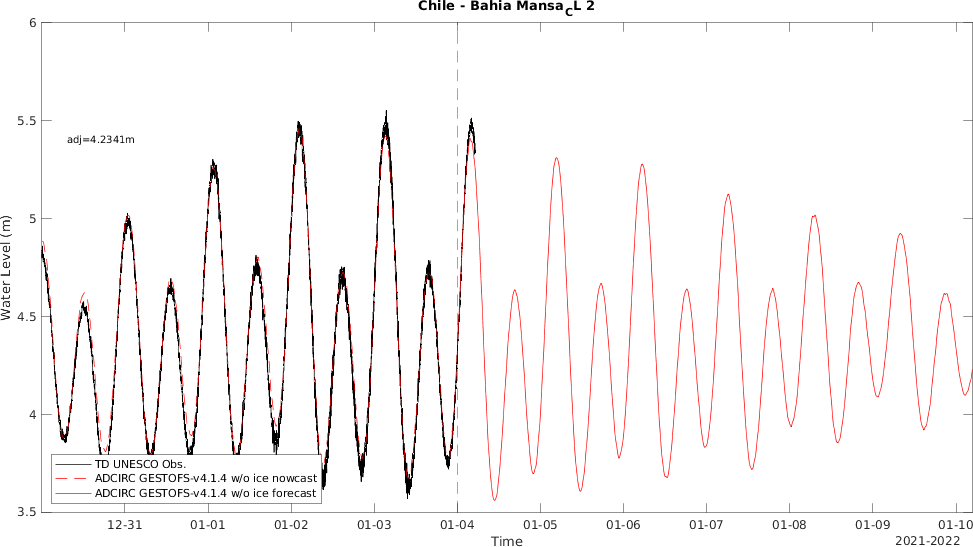 Chile - Bahia Mansa_CL 2
6
5.5
5
4.5
4
3.5
Water Level (m)
adj=4.2341m
TD UNESCO Obs.
ADCIRC GESTOFS-v4.1.4 w/o ice nowcast
ADCIRC GESTOFS-v4.1.4 w/o ice forecast
12-31 01-01 01-02 01-03 01-04 01-05 01-06 01-07 01-08 01-09 01-10
Time
2021-2022